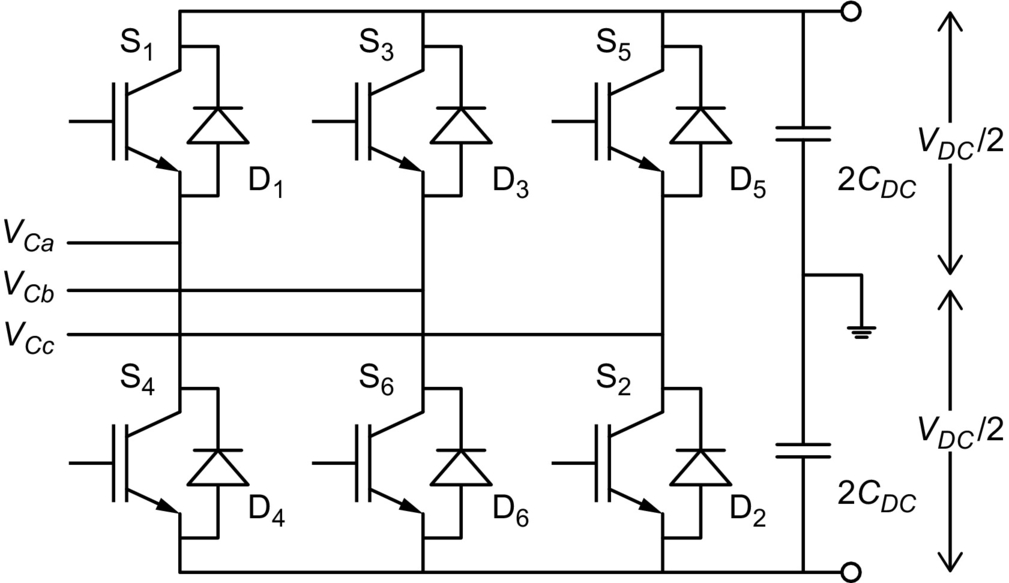 S1
S3
S5
VDC/2
D1
D3
D5
2CDC
VCa
VCb
VCc
S4
S6
S2
VDC/2
D4
D6
D2
2CDC